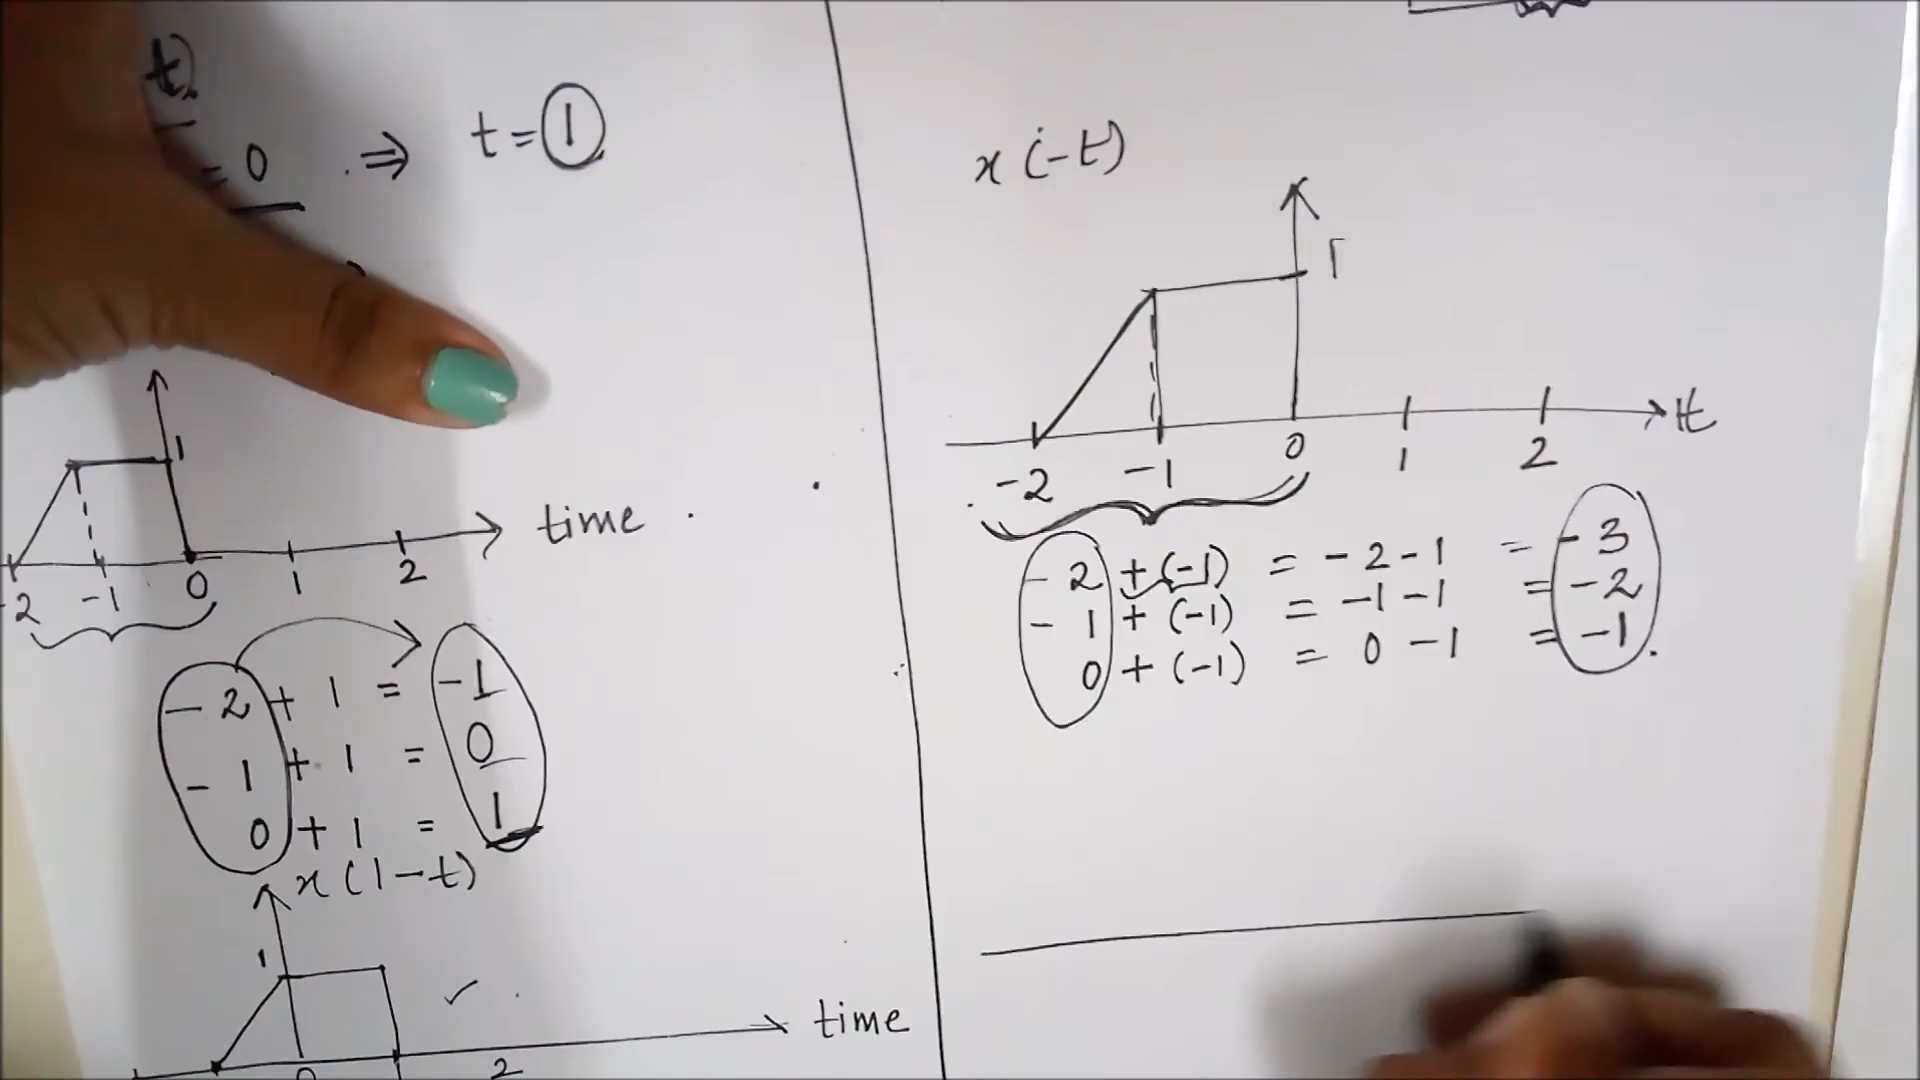 t)
= 0 . ⇒ t = 1
1
time
-2 -1 0 1 2
-2 + 1 = -1
-1 + 1 = 0
0 + 1 = 1
x(1-t)
1
time
0 2
x(-t)
1
t
-2 -1 0 1 2
-2 + (-1) = -2-1 = -3
-1 + (-1) = -1-1 = -2
0 + (-1) = 0-1 = -1.